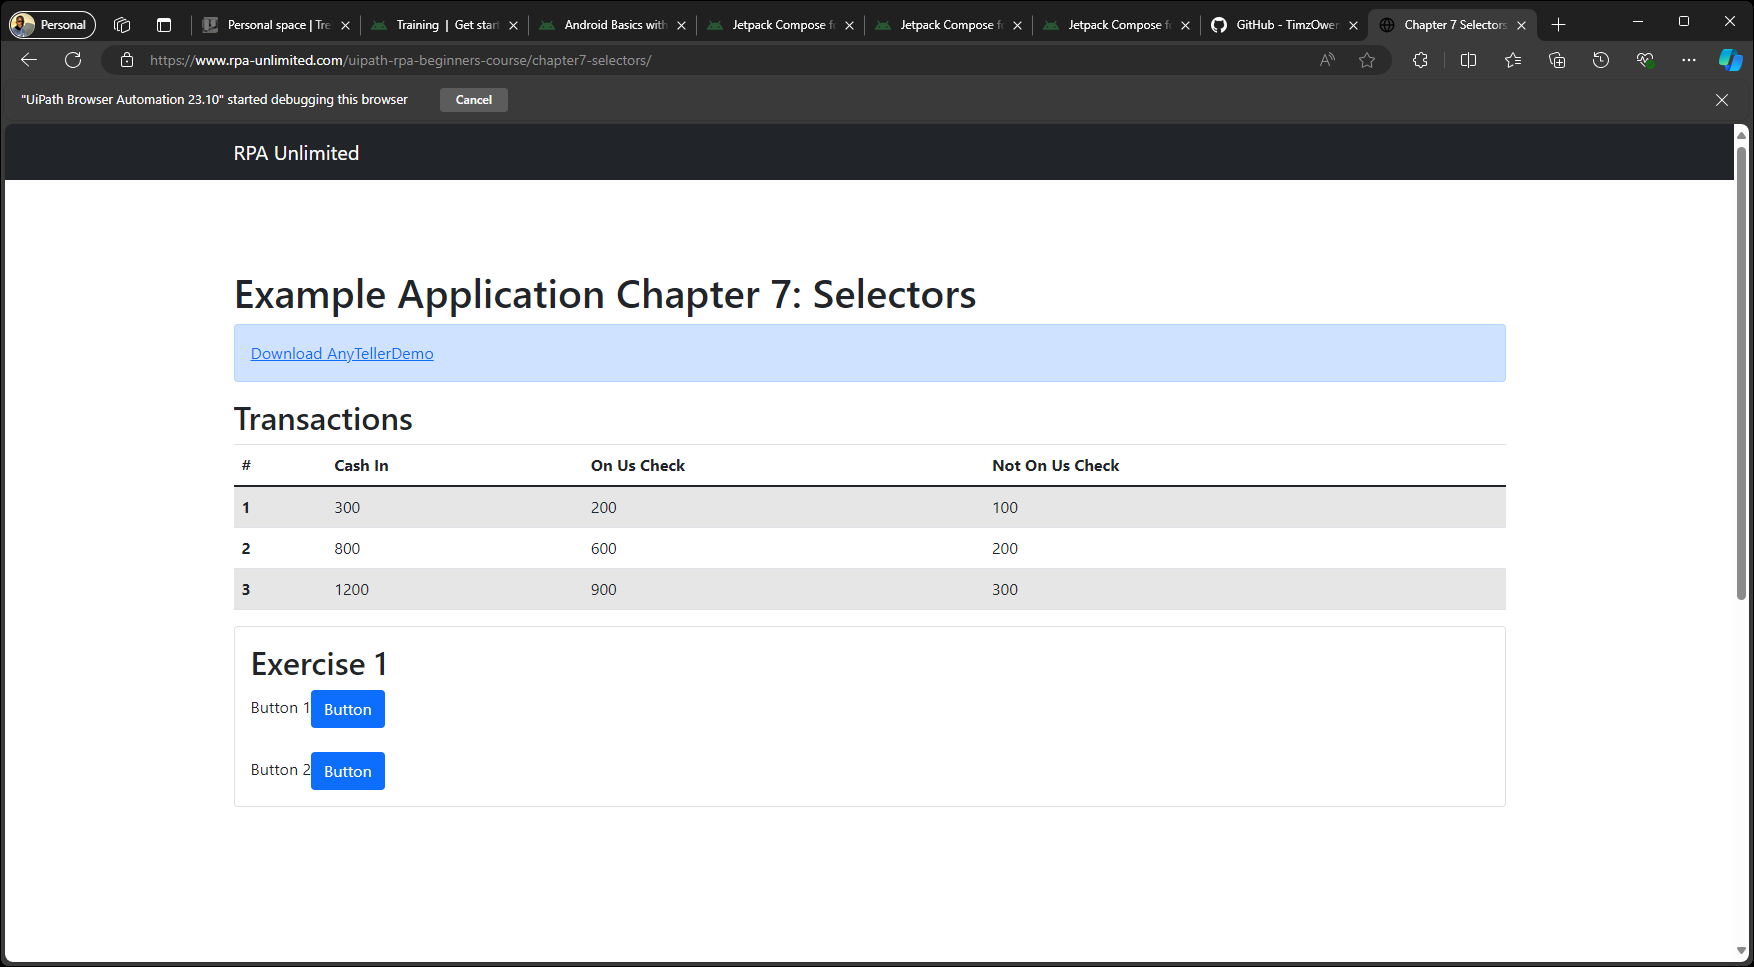 Personal
Personal space | Tre
Training | Get star
Android Basics with
Jetpack Compose fo
Jetpack Compose fo
Jetpack Compose fo
GitHub - TimzOwen
Chapter 7 Selectors
https://www.rpa-unlimited.com/uipath-rpa-beginners-course/chapter7-selectors/
"UiPath Browser Automation 23.10" started debugging this browser Cancel
RPA Unlimited
Example Application Chapter 7: Selectors
Download AnyTellerDemo
Transactions
# Cash In On Us Check Not On Us Check
1 300 200 100
2 800 600 200
3 1200 900 300
Exercise 1
Button 1 Button
Button 2 Button